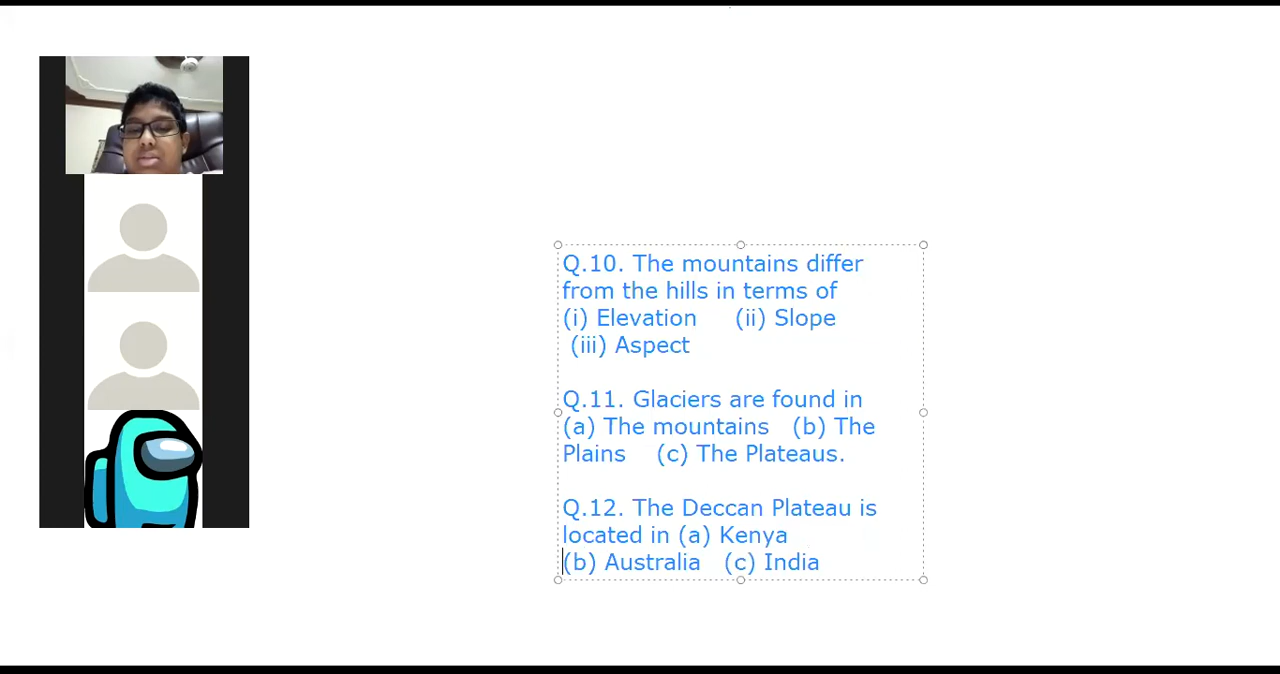 Q.10. The mountains differ
from the hills in terms of
(i) Elevation (ii) Slope
(iii) Aspect
Q.11. Glaciers are found in
(a) The mountains (b) The
Plains (c) The Plateaus.
Q.12. The Deccan Plateau is
located in (a) Kenya
(b) Australia (c) India